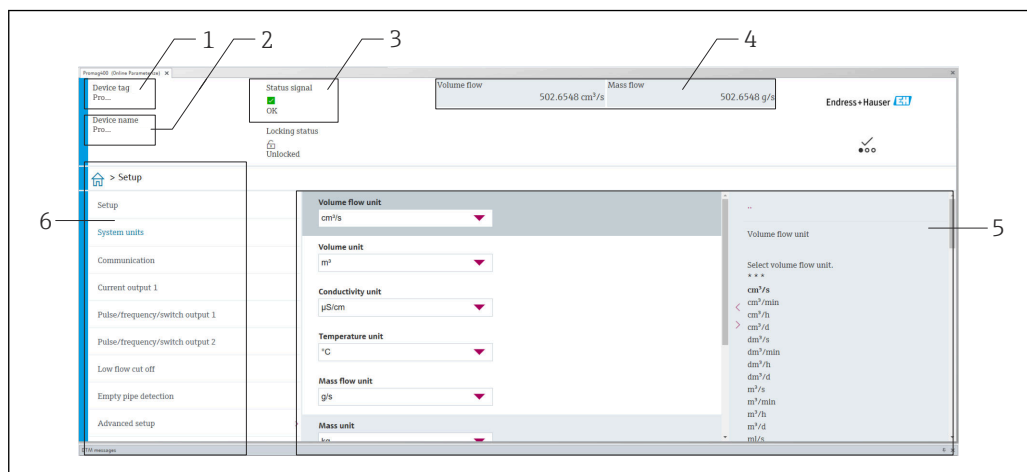 1
2
3
4
Promag400 (Online Parameterize) X
Device tag
Pro...
Device name
Pro...
Status signal
OK
Locking status
Unlocked
Volume flow
502.6548 cm³/s
Mass flow
502.6548 g/s
Endress+Hauser EH
> Setup
6
5
Setup
System units
Communication
Current output 1
Pulse/frequency/switch output 1
Pulse/frequency/switch output 2
Low flow cut off
Empty pipe detection
Advanced setup
Volume flow unit
cm³/s
Volume unit
m³
Conductivity unit
µS/cm
Temperature unit
°C
Mass flow unit
g/s
Mass unit
kg
..
Volume flow unit
Select volume flow unit.
* * *
cm³/s
cm³/min
cm³/h
cm³/d
dm³/s
dm³/min
dm³/h
dm³/d
m³/s
m³/min
m³/h
m³/d
ml/s
DTM messages